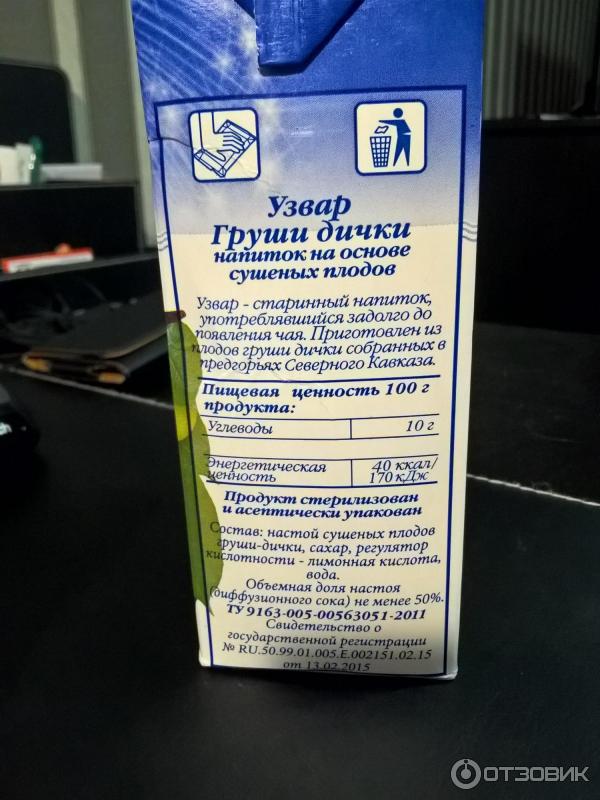 Узвар
Груши дички
напиток на основе
сушеных плодов
Узвар - старинный напиток,
употреблявшийся задолго до
появления чая. Приготовлен из
плодов груши дички собранных в
предгорьях Северного Кавказа.
Пищевая ценность 100 г
продукта:
Углеводы 10 г
Энергетическая 40 ккал/
ценность 170 кДж
Продукт стерилизован
и асептически упакован
Состав: настой сушеных плодов
груши-дички, сахар, регулятор
кислотности - лимонная кислота,
вода.
Объемная доля настоя
(диффузионного сока) не менее 50%.
ТУ 9163-005-00563051-2011
Свидетельство о
государственной регистрации
№ RU.50.99.01.005.Е.002151.02.15
от 13.02.2015
ОТЗОВИК